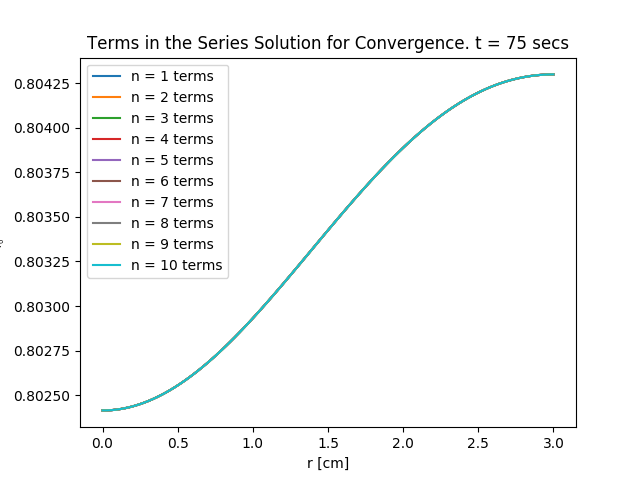 Terms in the Series Solution for Convergence. t = 75 secs
n = 1 terms
n = 2 terms
n = 3 terms
n = 4 terms
n = 5 terms
n = 6 terms
n = 7 terms
n = 8 terms
n = 9 terms
n = 10 terms
0.80425
0.80400
0.80375
0.80350
0.80325
0.80300
0.80275
0.80250
0.0 0.5 1.0 1.5 2.0 2.5 3.0
r [cm]